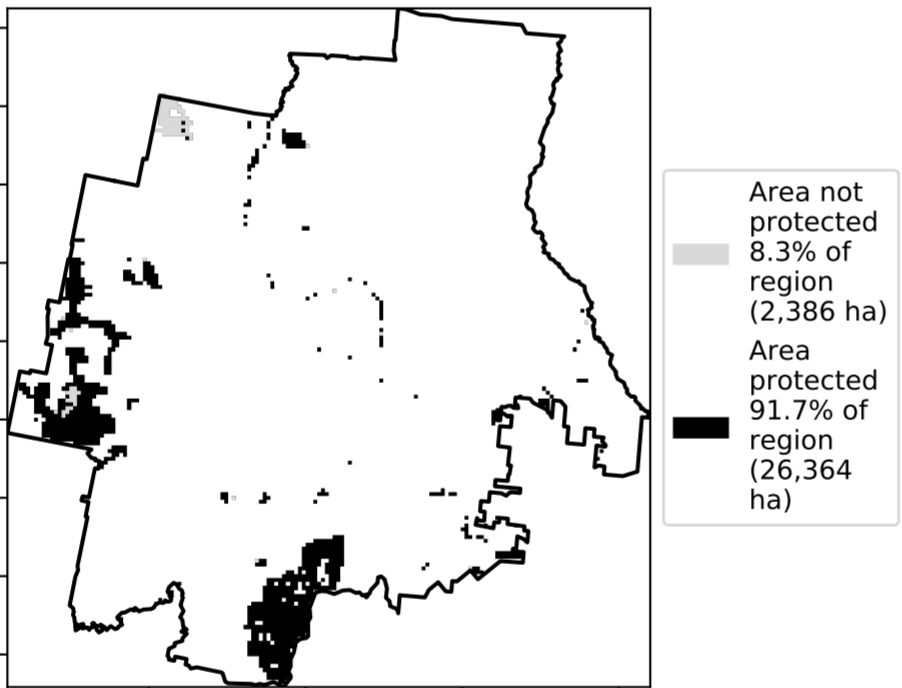 Area not
protected
8.3% of
region
(2,386 ha)
Area
protected
91.7% of
region
(26,364
ha)